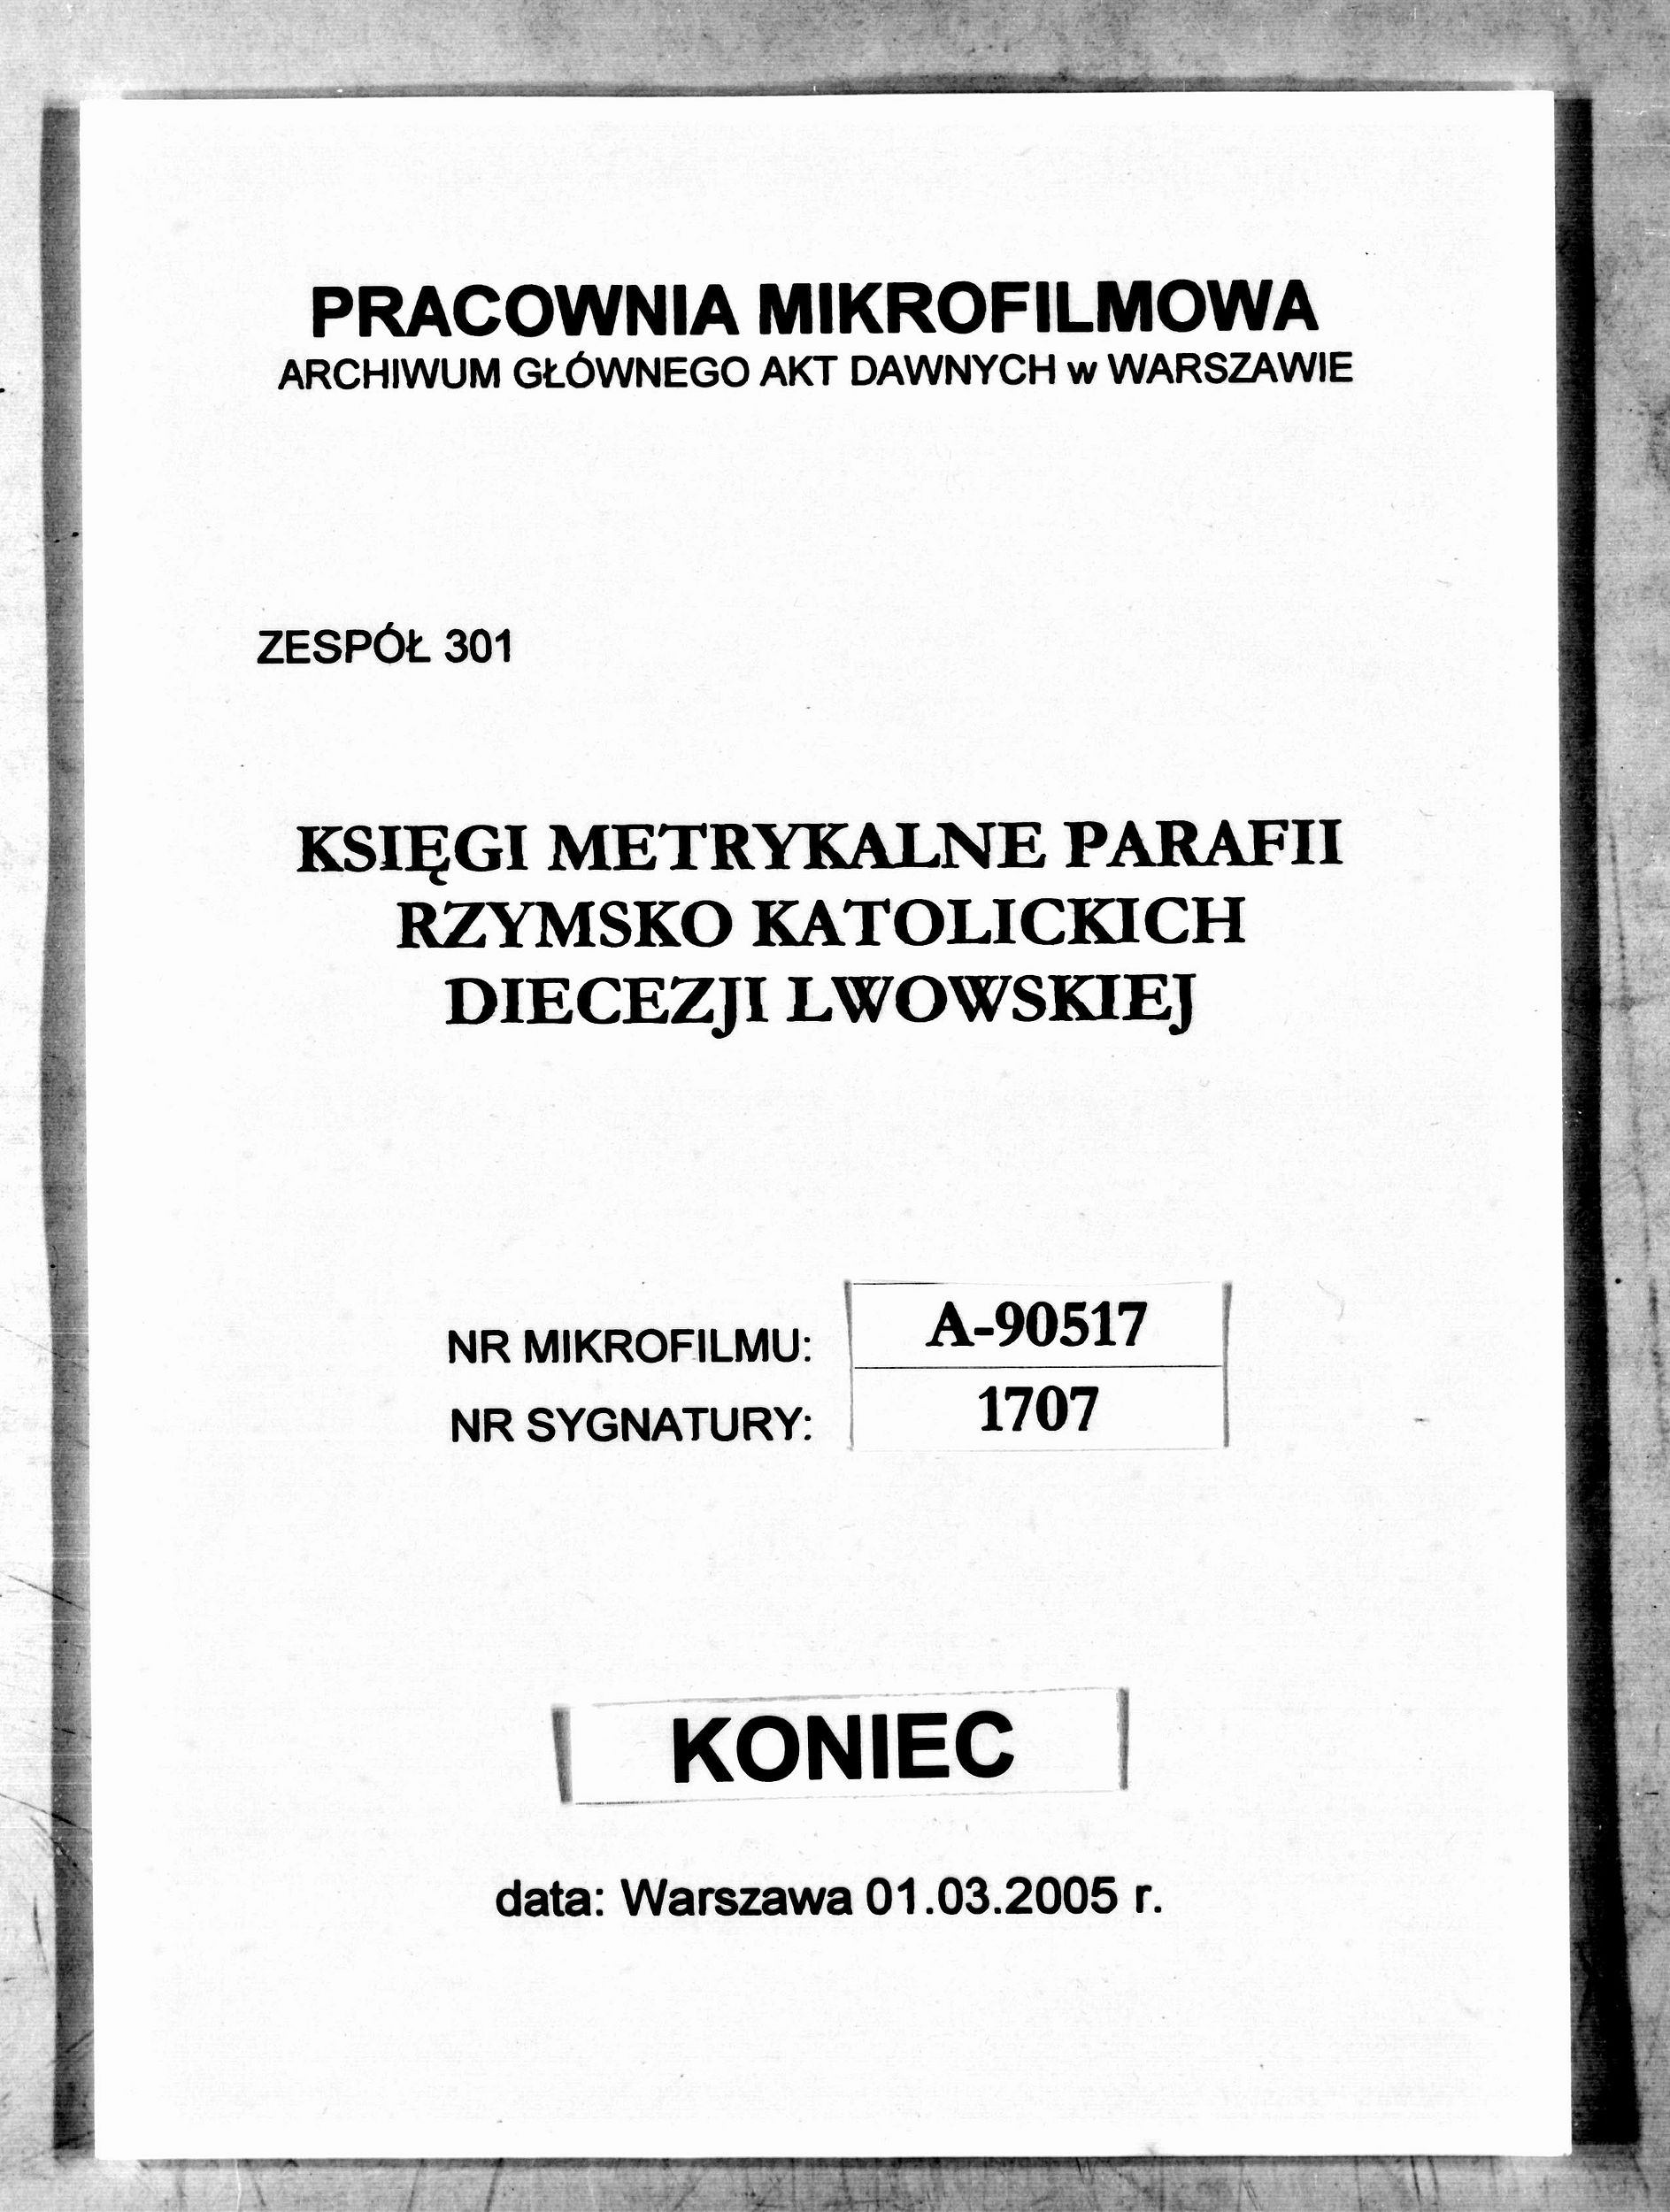 PRACOWNIA MIKROFILMOWA
ARCHIWUM GŁÓWNEGO AKT DAWNYCH w WARSZAWIE
ZESPÓŁ 301
KSIĘGI METRYKALNE PARAFII
RZYMSKO KATOLICKICH
DIECEZJI LWOWSKIEJ
NR MIKROFILMU: A-90517
NR SYGNATURY: 1707
KONIEC
data: Warszawa 01.03.2005 r.